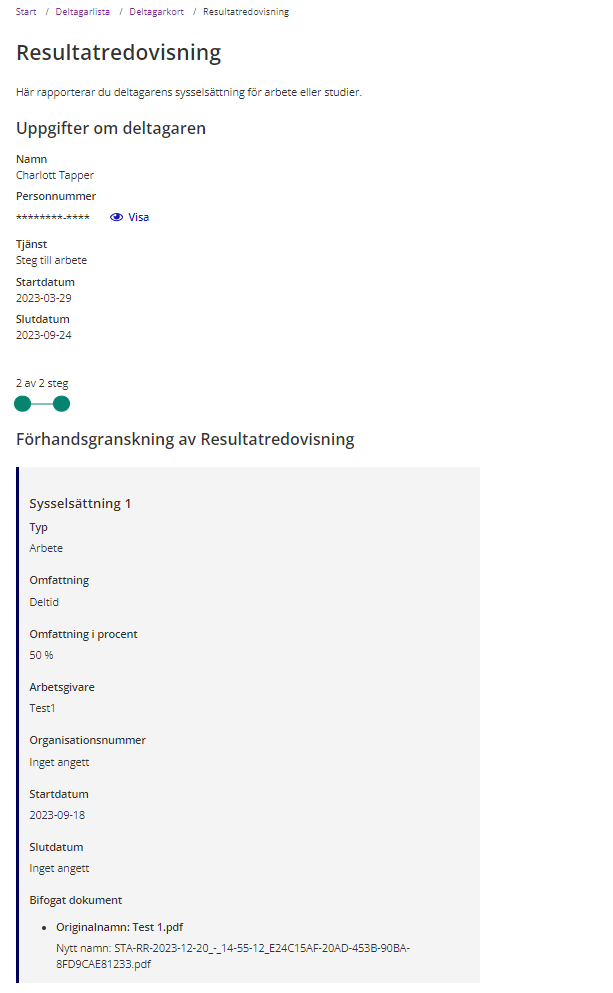 Start / Deltagarlista / Deltagarkort / Resultatredovisning
Resultatredovisning
Här rapporterar du deltagarens sysselsättning för arbete eller studier.
Uppgifter om deltagaren
Namn
Charlott Tapper
Personnummer
********-**** Visa
Tjänst
Steg till arbete
Startdatum
2023-03-29
Slutdatum
2023-09-24
2 av 2 steg
Förhandsgranskning av Resultatredovisning
Sysselsättning 1
Typ
Arbete
Omfattning
Deltid
Omfattning i procent
50 %
Arbetsgivare
Test1
Organisationsnummer
Inget angett
Startdatum
2023-09-18
Slutdatum
Inget angett
Bifogat dokument
• Originalnamn: Test 1.pdf
Nytt namn: STA-RR-2023-12-20_-_14-55-12_E24C15AF-20AD-453B-90BA-
8FD9CAE81233.pdf